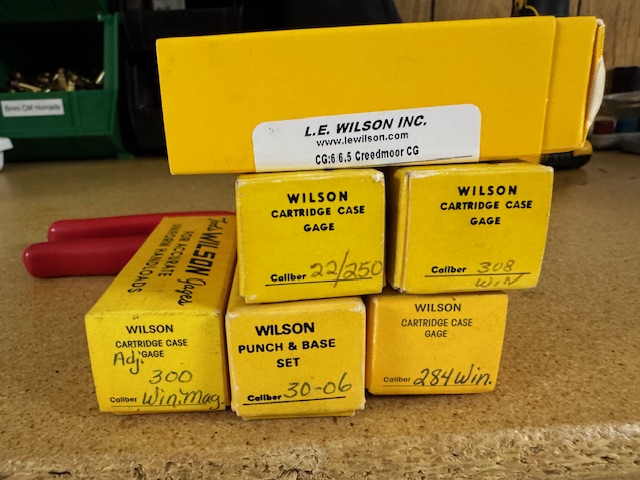 6mm CM Hornady
L.E. WILSON INC.
www.lewilson.com
CG:6 6.5 Creedmoor CG
WILSON
CARTRIDGE CASE
GAGE
Caliber 22/250
WILSON
CARTRIDGE CASE
GAGE
Caliber 308
WIN
WILSON Gages
FOR ACCURATE
UNIFORM HANDLOADS
WILSON
CARTRIDGE CASE
Adj. GAGE
300
Caliber Win.Mag.
WILSON
PUNCH & BASE
SET
Caliber 30-06
WILSON
CARTRIDGE CASE
GAGE
Caliber 284 Win.